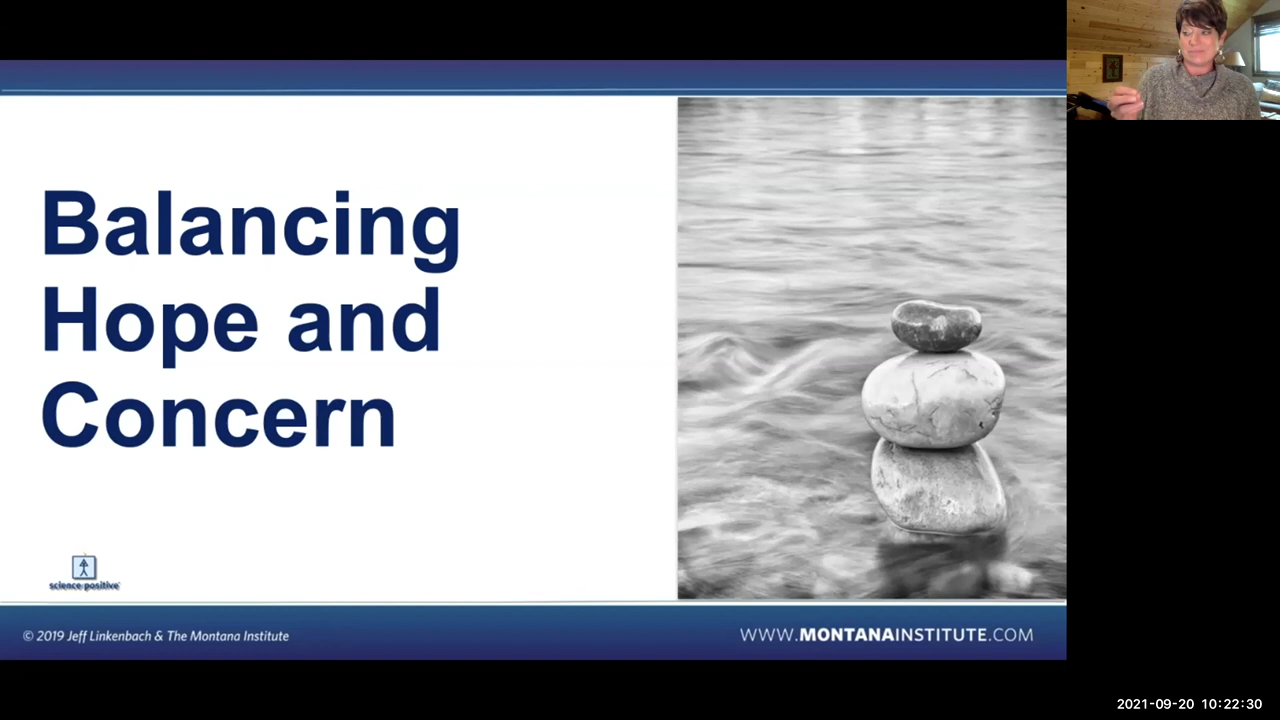 Balancing
Hope and
Concern
science positive
© 2019 Jeff Linkenbach & The Montana Institute
WWW.MONTANAINSTITUTE.COM
2021-09-20 10:22:30